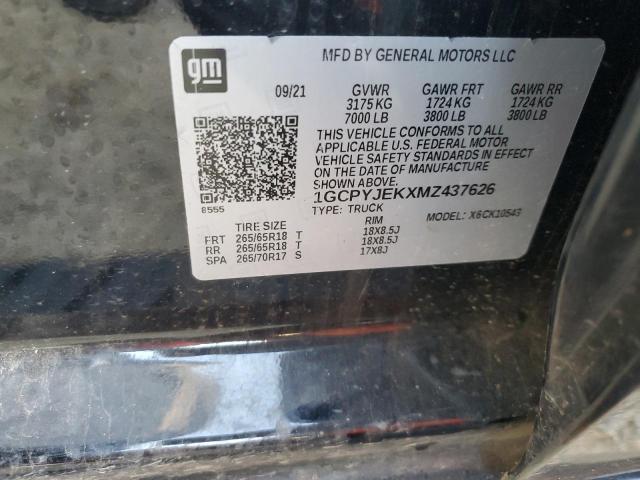 gm
MFD BY GENERAL MOTORS LLC
09/21 GVWR GAWR FRT GAWR RR
3175 KG 1724 KG 1724 KG
7000 LB 3800 LB 3800 LB
THIS VEHICLE CONFORMS TO ALL
APPLICABLE U.S. FEDERAL MOTOR
VEHICLE SAFETY STANDARDS IN EFFECT
ON THE DATE OF MANUFACTURE
SHOWN ABOVE.
1GCPYJEKXMZ437626
8555
TYPE: TRUCK MODEL: X6CK10543
TIRE SIZE RIM
FRT 265/65R18 T 18X8.5J
RR 265/65R18 T 18X8.5J
SPA 265/70R17 S 17X8J